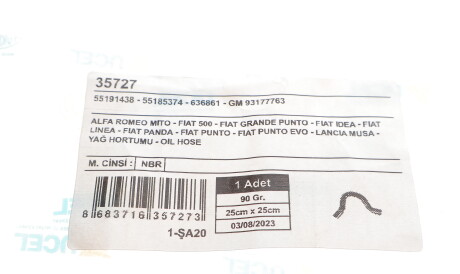 35727
55191438 - 55185374 - 636861 - GM 93177763
ALFA ROMEO MITO - FIAT 500 - FIAT GRANDE PUNTO - FIAT IDEA - FIAT
LINEA - FIAT PANDA - FIAT PUNTO - FIAT PUNTO EVO - LANCIA MUSA -
YAĞ HORTUMU - OIL HOSE
M. CİNSİ : NBR
1 Adet
90 Gr.
25cm x 25cm
03/08/2023
8 683716 357273
1-ŞA20